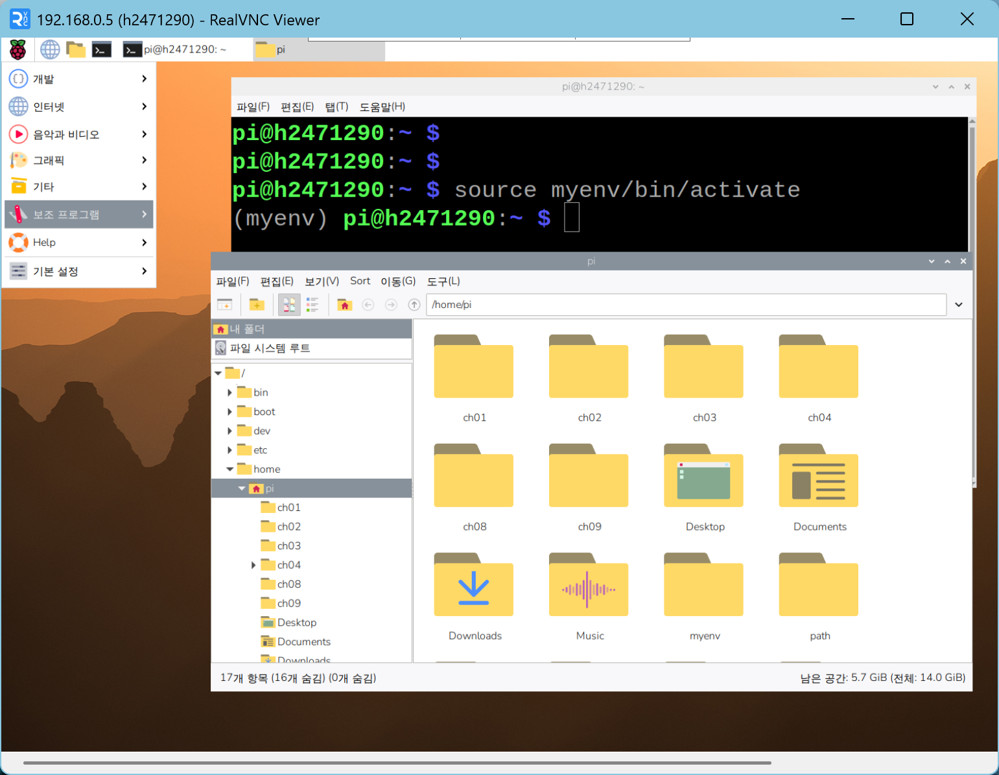 192.168.0.5 (h2471290) - RealVNC Viewer
pi@h2471290: ~
pi
개발
인터넷
음악과 비디오
그래픽
기타
보조 프로그램
Help
기본 설정
pi@h2471290: ~
파일(F) 편집(E) 탭(T) 도움말(H)
pi@h2471290:~ $
pi@h2471290:~ $
pi@h2471290:~ $ source myenv/bin/activate
(myenv) pi@h2471290:~ $
pi
파일(F) 편집(E) 보기(V) Sort 이동(G) 도구(L)
/home/pi
내 폴더
파일 시스템 루트
/
bin
boot
dev
etc
home
pi
ch01
ch02
ch03
ch04
ch08
ch09
Desktop
Documents
Downloads
ch01 ch02 ch03 ch04
ch08 ch09 Desktop Documents
Downloads Music myenv path
17개 항목 (16개 숨김) (0개 숨김)
남은 공간: 5.7 GiB (전체: 14.0 GiB)